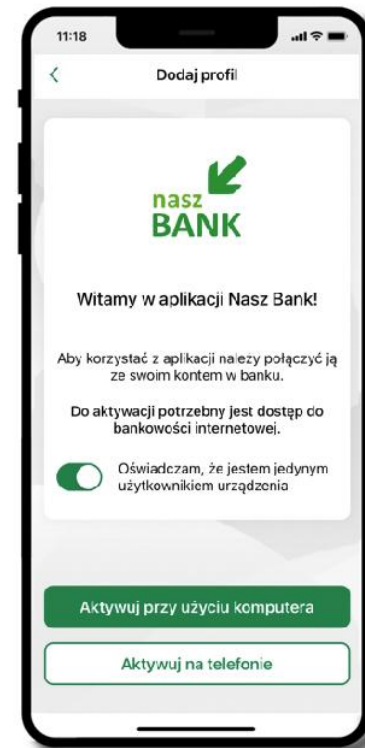 11:18
Dodaj profil
nasz
BANK
Witamy w aplikacji Nasz Bank!
Aby korzystać z aplikacji należy połączyć ją
ze swoim kontem w banku.
Do aktywacji potrzebny jest dostęp do
bankowości internetowej.
Oświadczam, że jestem jedynym
użytkownikiem urządzenia
Aktywuj przy użyciu komputera
Aktywuj na telefonie